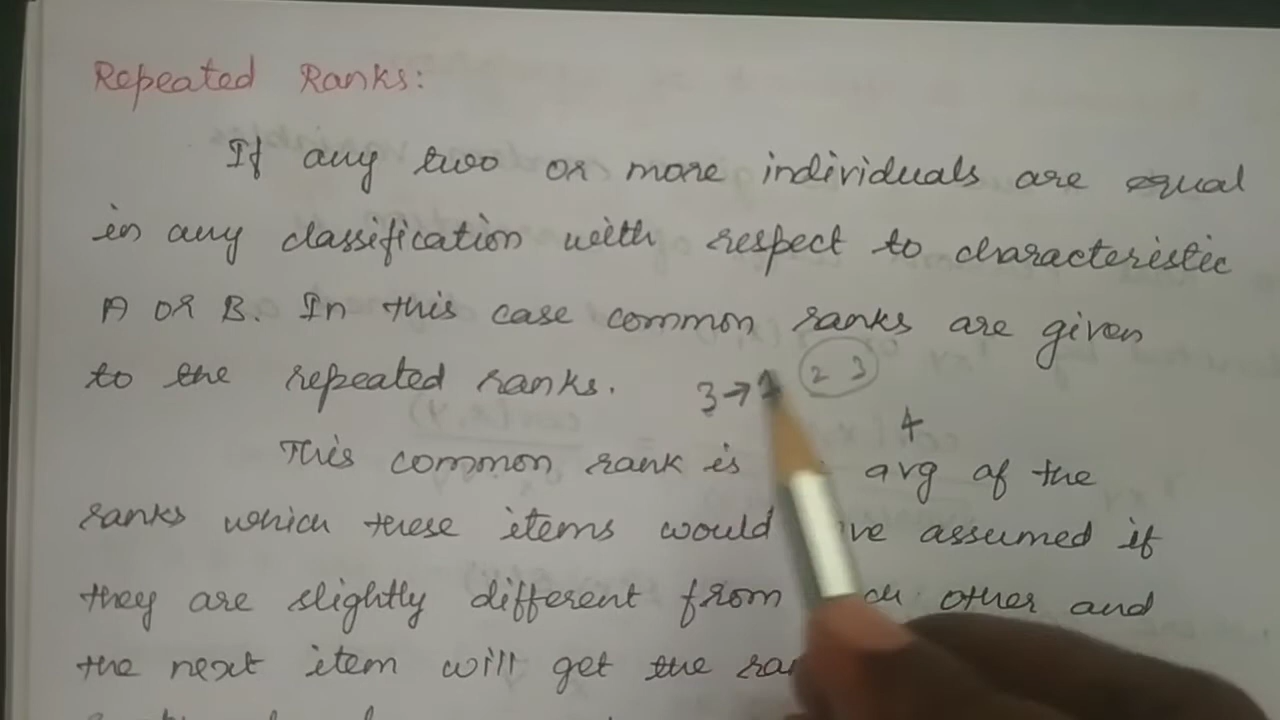 Repeated Ranks:
If any two or more individuals are equal
in any classification with respect to characteristic
A or B. In this case common ranks are given
to the repeated ranks. 3→ 2 3
4
This common rank is arg of the
ranks which these items would assumed if
they are slightly different from other and
the next item will get the